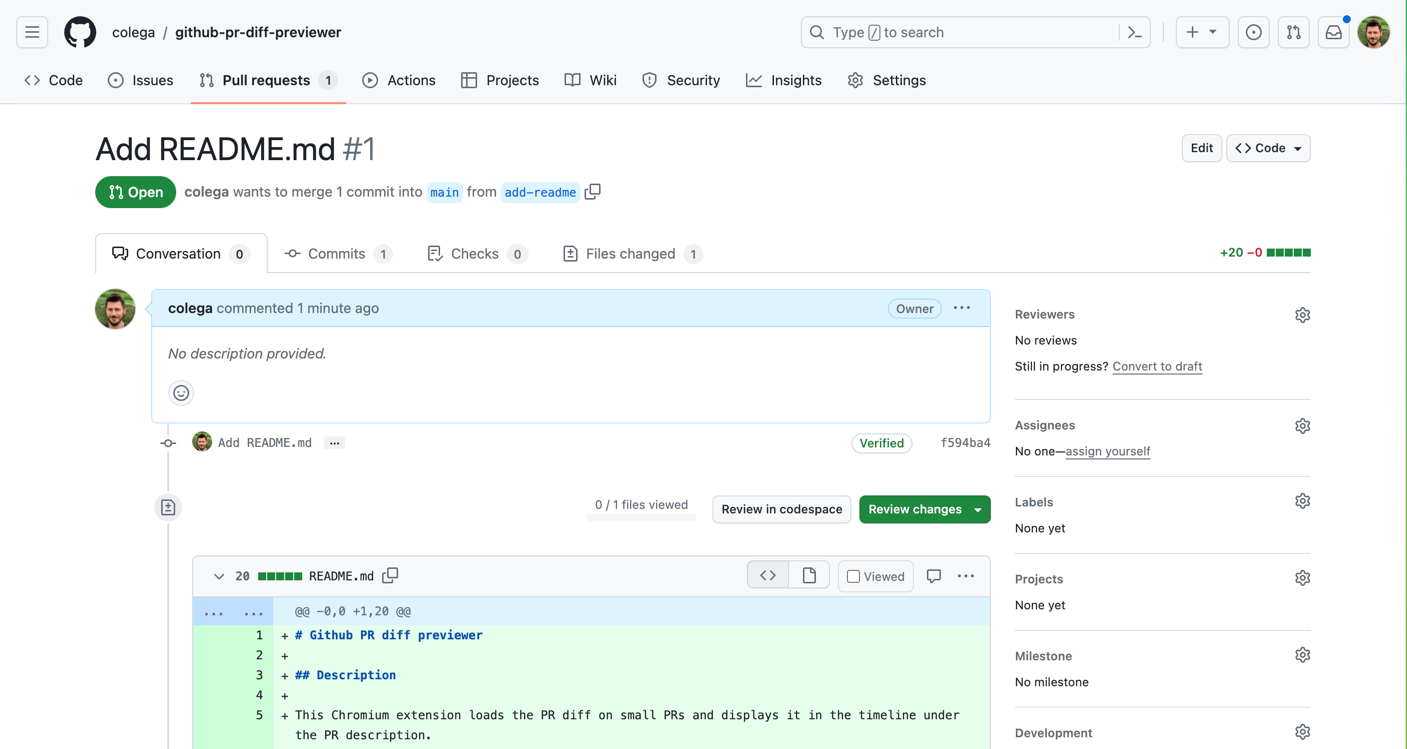 colega / github-pr-diff-previewer
Type / to search
Code Issues Pull requests 1 Actions Projects Wiki Security Insights Settings
Add README.md #1
Edit <> Code
Open colega wants to merge 1 commit into main from add-readme
Conversation 0 Commits 1 Checks 0 Files changed 1
+20 −0
colega commented 1 minute ago
Owner ...
No description provided.
Add README.md ...
Verified f594ba4
0 / 1 files viewed
Review in codespace
Review changes
20 README.md
Viewed
...
... ... @@ -0,0 +1,20 @@
1 + # Github PR diff previewer
2 +
3 + ## Description
4 +
5 + This Chromium extension loads the PR diff on small PRs and displays it in the timeline under
the PR description.
Reviewers
No reviews
Still in progress? Convert to draft
Assignees
No one—assign yourself
Labels
None yet
Projects
None yet
Milestone
No milestone
Development